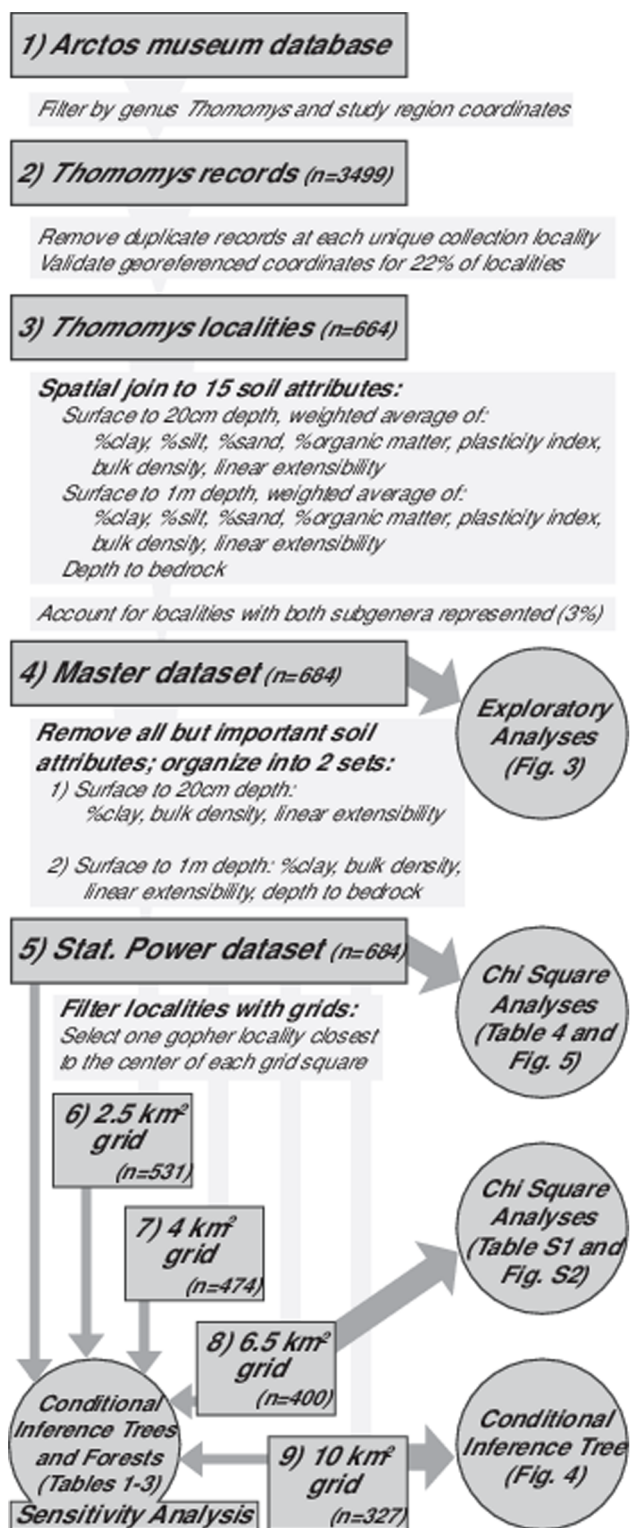 1) Arctos museum database
Filter by genus Thomomys and study region coordinates
2) Thomomys records (n=3499)
Remove duplicate records at each unique collection locality
Validate georeferenced coordinates for 22% of localities
3) Thomomys localities (n=664)
Spatial join to 15 soil attributes:
Surface to 20cm depth, weighted average of:
%clay, %silt, %sand, %organic matter, plasticity index,
bulk density, linear extensibility
Surface to 1m depth, weighted average of:
%clay, %silt, %sand, %organic matter, plasticity index,
bulk density, linear extensibility
Depth to bedrock
Account for localities with both subgenera represented (3%)
4) Master dataset (n=684)
Exploratory
Analyses
(Fig. 3)
Remove all but important soil
attributes; organize into 2 sets:
1) Surface to 20cm depth:
%clay, bulk density, linear extensibility
2) Surface to 1m depth: %clay, bulk density,
linear extensibility, depth to bedrock
5) Stat. Power dataset (n=684)
Chi Square
Analyses
(Table 4 and
Fig. 5)
Filter localities with grids:
Select one gopher locality closest
to the center of each grid square
6) 2.5 km²
grid
(n=531)
7) 4 km²
grid
(n=474)
Chi Square
Analyses
(Table S1 and
Fig. S2)
8) 6.5 km²
grid
(n=400)
9) 10 km²
grid
(n=327)
Conditional
Inference Trees
and Forests
(Tables 1-3)
Sensitivity Analysis
Conditional
Inference Tree
(Fig. 4)